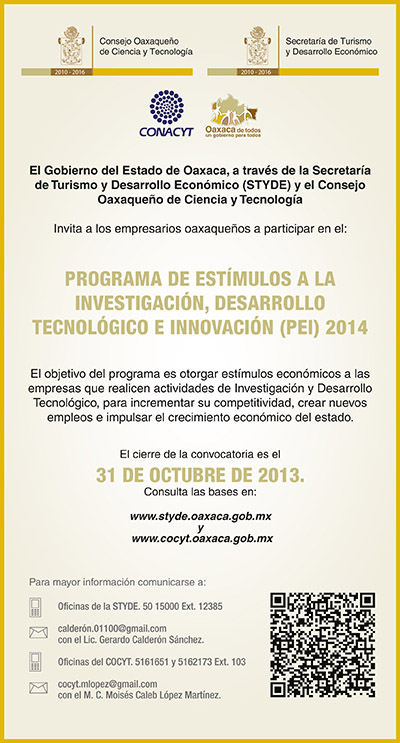 Consejo Oaxaqueño
de Ciencia y Tecnología
2010 - 2016
Secretaría de Turismo
y Desarrollo Económico
2010 - 2016
CONACYT
Oaxaca de todos
un gobierno para todos
El Gobierno del Estado de Oaxaca, a través de la Secretaría
de Turismo y Desarrollo Económico (STYDE) y el Consejo
Oaxaqueño de Ciencia y Tecnología
Invita a los empresarios oaxaqueños a participar en el:
PROGRAMA DE ESTÍMULOS A LA
INVESTIGACIÓN, DESARROLLO
TECNOLÓGICO E INNOVACIÓN (PEI) 2014
El objetivo del programa es otorgar estímulos económicos a las
empresas que realicen actividades de Investigación y Desarrollo
Tecnológico, para incrementar su competitividad, crear nuevos
empleos e impulsar el crecimiento económico del estado.
El cierre de la convocatoria es el
31 DE OCTUBRE DE 2013.
Consulta las bases en:
www.styde.oaxaca.gob.mx
y
www.cocyt.oaxaca.gob.mx
Para mayor información comunicarse a:
Oficinas de la STYDE. 50 15000 Ext. 12385
calderón.01100@gmail.com
con el Lic. Gerardo Calderón Sánchez.
Oficinas del COCYT. 5161651 y 5162173 Ext. 103
cocyt.mlopez@gmail.com
con el M. C. Moisés Caleb López Martínez.